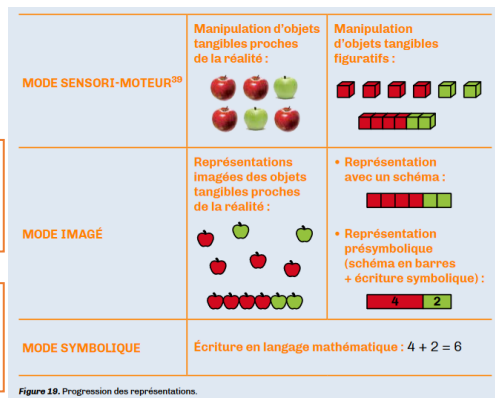 Manipulation d'objets
tangibles proches
de la réalité :
Manipulation
d'objets tangibles
figuratifs :
MODE SENSORI-MOTEUR39
Représentations
imagées des objets
tangibles proches
de la réalité :
• Représentation
avec un schéma :
MODE IMAGÉ
• Représentation
présymbolique
(schéma en barres
+ écriture symbolique) :
4 2
MODE SYMBOLIQUE
Écriture en langage mathématique : 4 + 2 = 6
Figure 19. Progression des représentations.